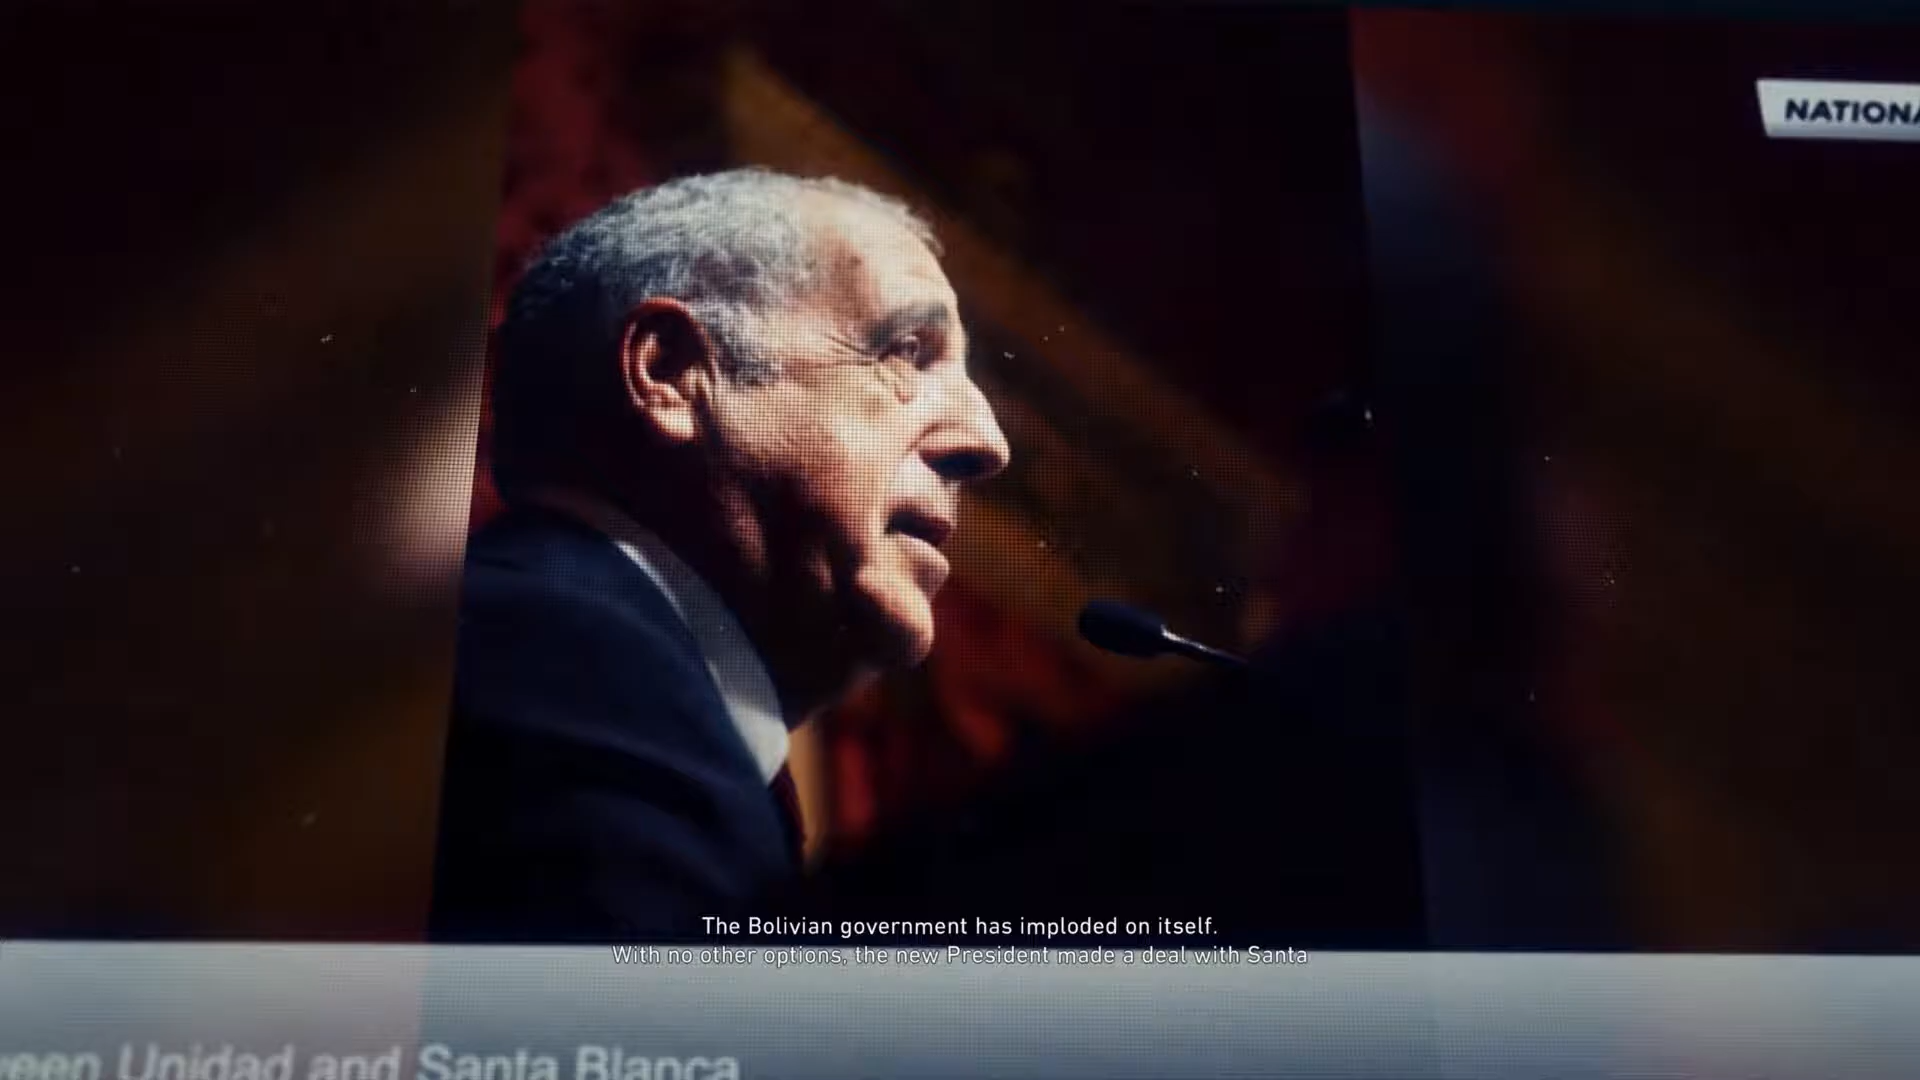 NATIONA
The Bolivian government has imploded on itself.
With no other options, the new President made a deal with Santa
ween Unidad and Santa Blanca